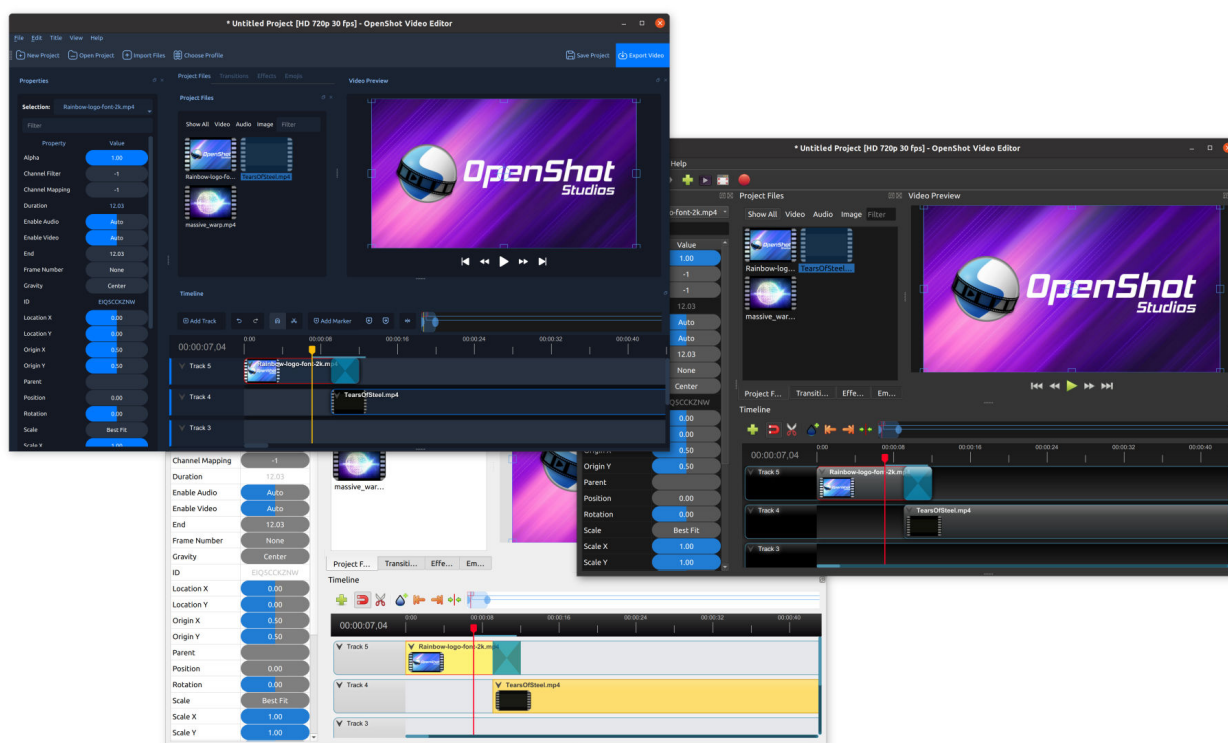 * Untitled Project [HD 720p 30 fps] - OpenShot Video Editor
File Edit Title View Help
New Project Open Project Import Files Choose Profile Save Project Export Video
Properties
Selection: Rainbow-logo-font-2k.mp4
Filter
Property Value
Alpha 1.00
Channel Filter -1
Channel Mapping -1
Duration 12.03
Enable Audio Auto
Enable Video Auto
End 12.03
Frame Number None
Gravity Center
ID EIQSCCKZNW
Location X 0.00
Location Y 0.00
Origin X 0.50
Origin Y 0.50
Parent
Position 0.00
Rotation 0.00
Scale Best Fit
Scale X 1.00
Project Files Transitions Effects Emojis
Project Files
Show All Video Audio Image Filter
Rainbow-logo-fo... TearsOfSteel.mp4
massive_warp.mp4
Video Preview
OpenShot
Studios
Timeline
Add Track Add Marker
00:00:07,04
0:00 00:00:08 00:00:16 00:00:24 00:00:32 00:00:40
Track 5 Rainbow-logo-font-2k.mp4
Track 4 TearsOfSteel.mp4
Track 3
* Untitled Project [HD 720p 30 fps] - OpenShot Video Editor
Help
o-font-2k.mp4
Value
1.00
-1
-1
12.03
Auto
Auto
12.03
None
Center
QSCCKZNW
0.00
0.00
Origin X 0.50
Origin Y 0.50
Parent
Position 0.00
Rotation 0.00
Scale Best Fit
Scale X 1.00
Scale Y 1.00
Project Files
Show All Video Audio Image Filter
Rainbow-log... TearsOfSteel...
massive_war...
Project F... Transiti... Effe... Em...
Video Preview
OpenShot
Studios
Timeline
00:00:07,04
0:00 00:00:08 00:00:16 00:00:24 00:00:32 00:00:40
Track 5 Rainbow-logo-font-2k.m
Track 4 TearsOfSteel.mp4
Track 3
Channel Mapping -1
Duration 12.03
Enable Audio Auto
Enable Video Auto
End 12.03
Frame Number None
Gravity Center
ID EIQSCCKZNW
Location X 0.00
Location Y 0.00
Origin X 0.50
Origin Y 0.50
Parent
Position 0.00
Rotation 0.00
Scale Best Fit
Scale X 1.00
Scale Y 1.00
massive_war...
Project F... Transiti... Effe... Em...
Timeline
00:00:07,04
0:00 00:00:08 00:00:16 00:00:24 00:00:32 00:00:40
Track 5 Rainbow-logo-font-2k.mp4
Track 4 TearsOfSteel.mp4
Track 3